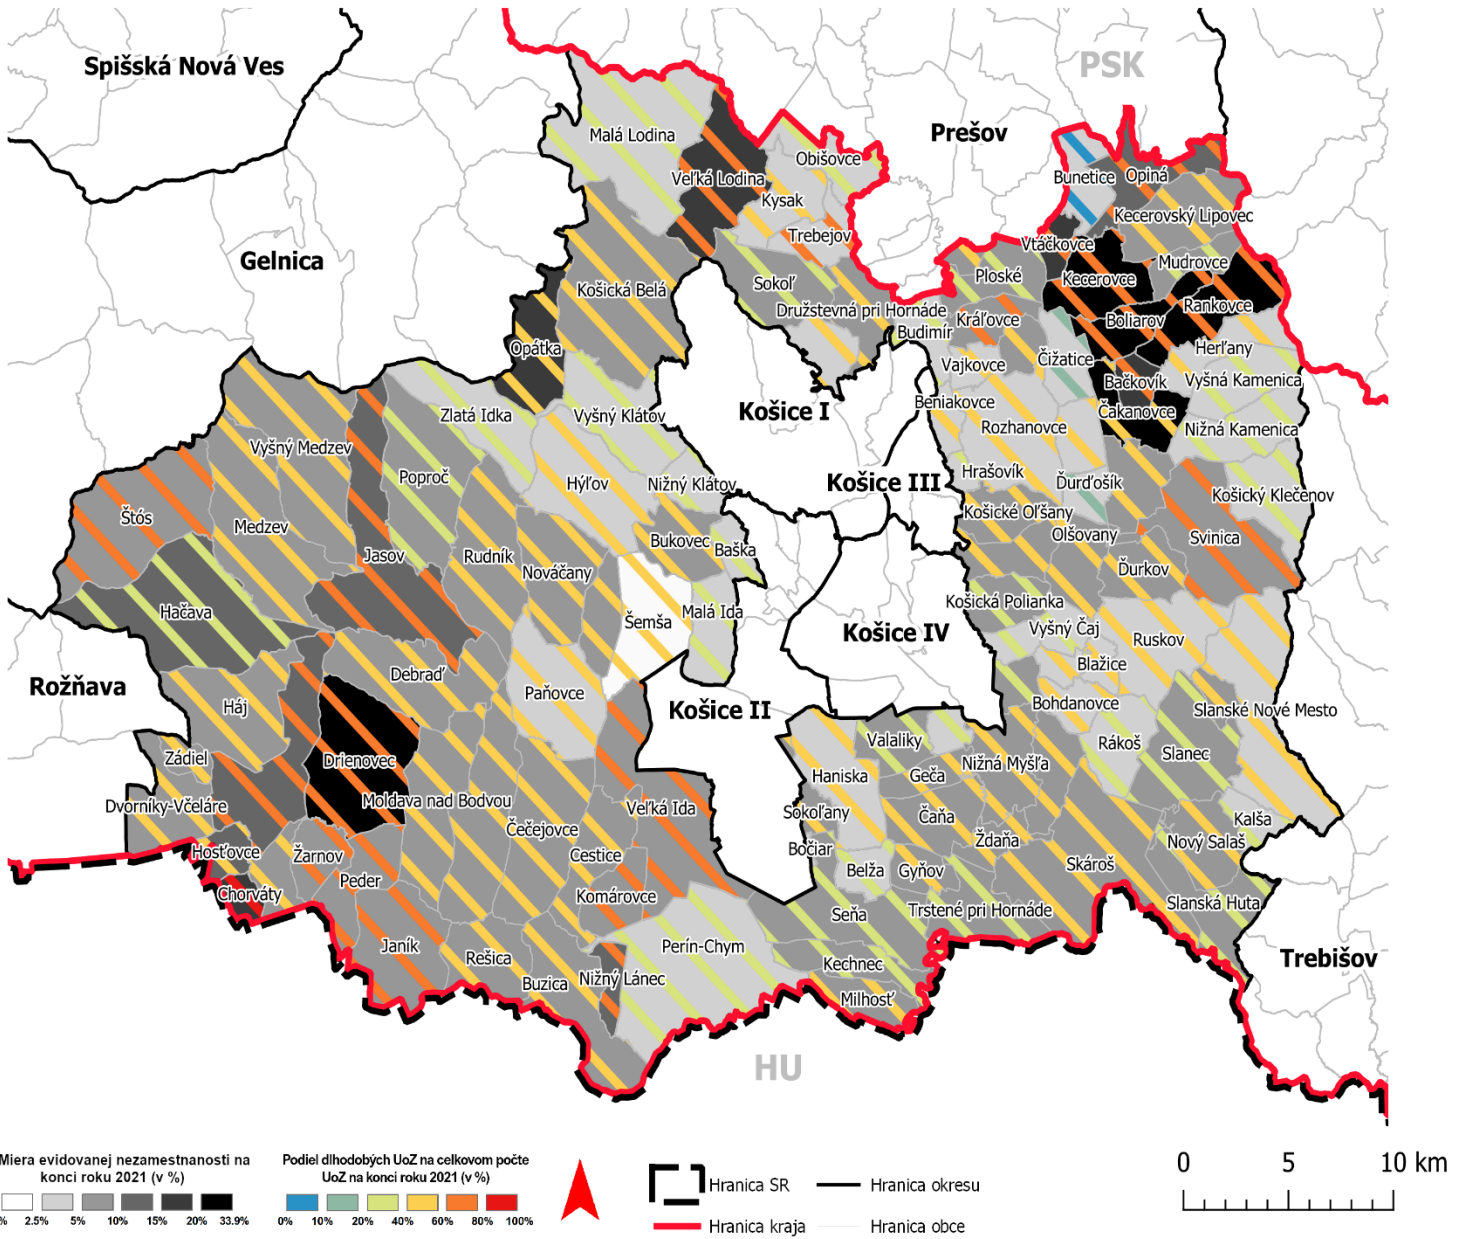 PSK
Spišská Nová Ves
Malá Lodina
Prešov
Obišovce
Veľká Lodina
Bunetice
Opiná
Kysak
Kecerovský Lipovec
Trebejov
Vtáčkovce
Gelnica
Mudrovce
Ploské
Kecerovce
Sokoľ
Košická Belá
Rankovce
Družstevná pri Hornáde
Kráľovce
Boliarov
Budimír
Opátka
Herľany
Čižatice
Vajkovce
Vyšná Kamenica
Bačkovík
Beniakovce
Košice I
Čakanovce
Zlatá Idka
Vyšný Klátov
Rozhanovce
Nižná Kamenica
Vyšný Medzev
Hrašovík
Poproč
Hýľov
Nižný Klátov
Košice III
Ďurďošík
Košický Klečenov
Štós
Košické Oľšany
Medzev
Olšovany
Svinica
Bukovec
Baška
Jasov
Rudník
Nováčany
Ďurkov
Košická Polianka
Hačava
Malá Ida
Šemša
Vyšný Čaj
Košice IV
Ruskov
Blažice
Debraď
Rožňava
Paňovce
Bohdanovce
Háj
Košice II
Slanské Nové Mesto
Valaliky
Rákoš
Zádiel
Drienovec
Slanec
Nižná Myšľa
Haniska
Geča
Dvorníky-Včeláre
Moldava nad Bodvou
Veľká Ida
Sokoľany
Čaňa
Kalša
Čečejovce
Ždaňa
Nový Salaš
Hosťovce
Žarnov
Cestice
Bočiar
Skároš
Belža
Gyňov
Peder
Chorváty
Komárovce
Slanská Huta
Seňa
Trstené pri Hornáde
Janík
Perín-Chym
Rešica
Trebišov
Kechnec
Nižný Lánec
Buzica
Milhosť
HU
Miera evidovanej nezamestnanosti na
konci roku 2021 (v %)
% 2.5% 5% 10% 15% 20% 33.9%
Podiel dlhodobých UoZ na celkovom počte
UoZ na konci roku 2021 (v %)
0% 10% 20% 40% 60% 80% 100%
Hranica SR
Hranica okresu
Hranica kraja
Hranica obce
0 5 10 km